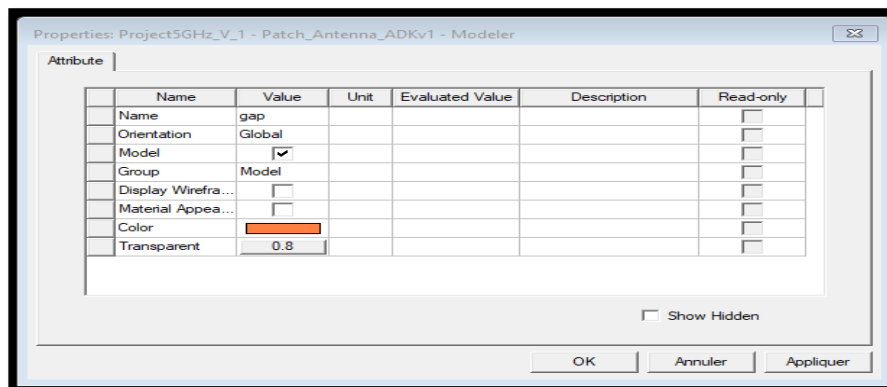 Properties: Project5GHz_V_1 - Patch_Antenna_ADKv1 - Modeler
Attribute
Name Value Unit Evaluated Value Description Read-only
Name gap
Orientation Global
Model
Group Model
Display Wirefra...
Material Appea...
Color
Transparent 0.8
Show Hidden
OK Annuler Appliquer